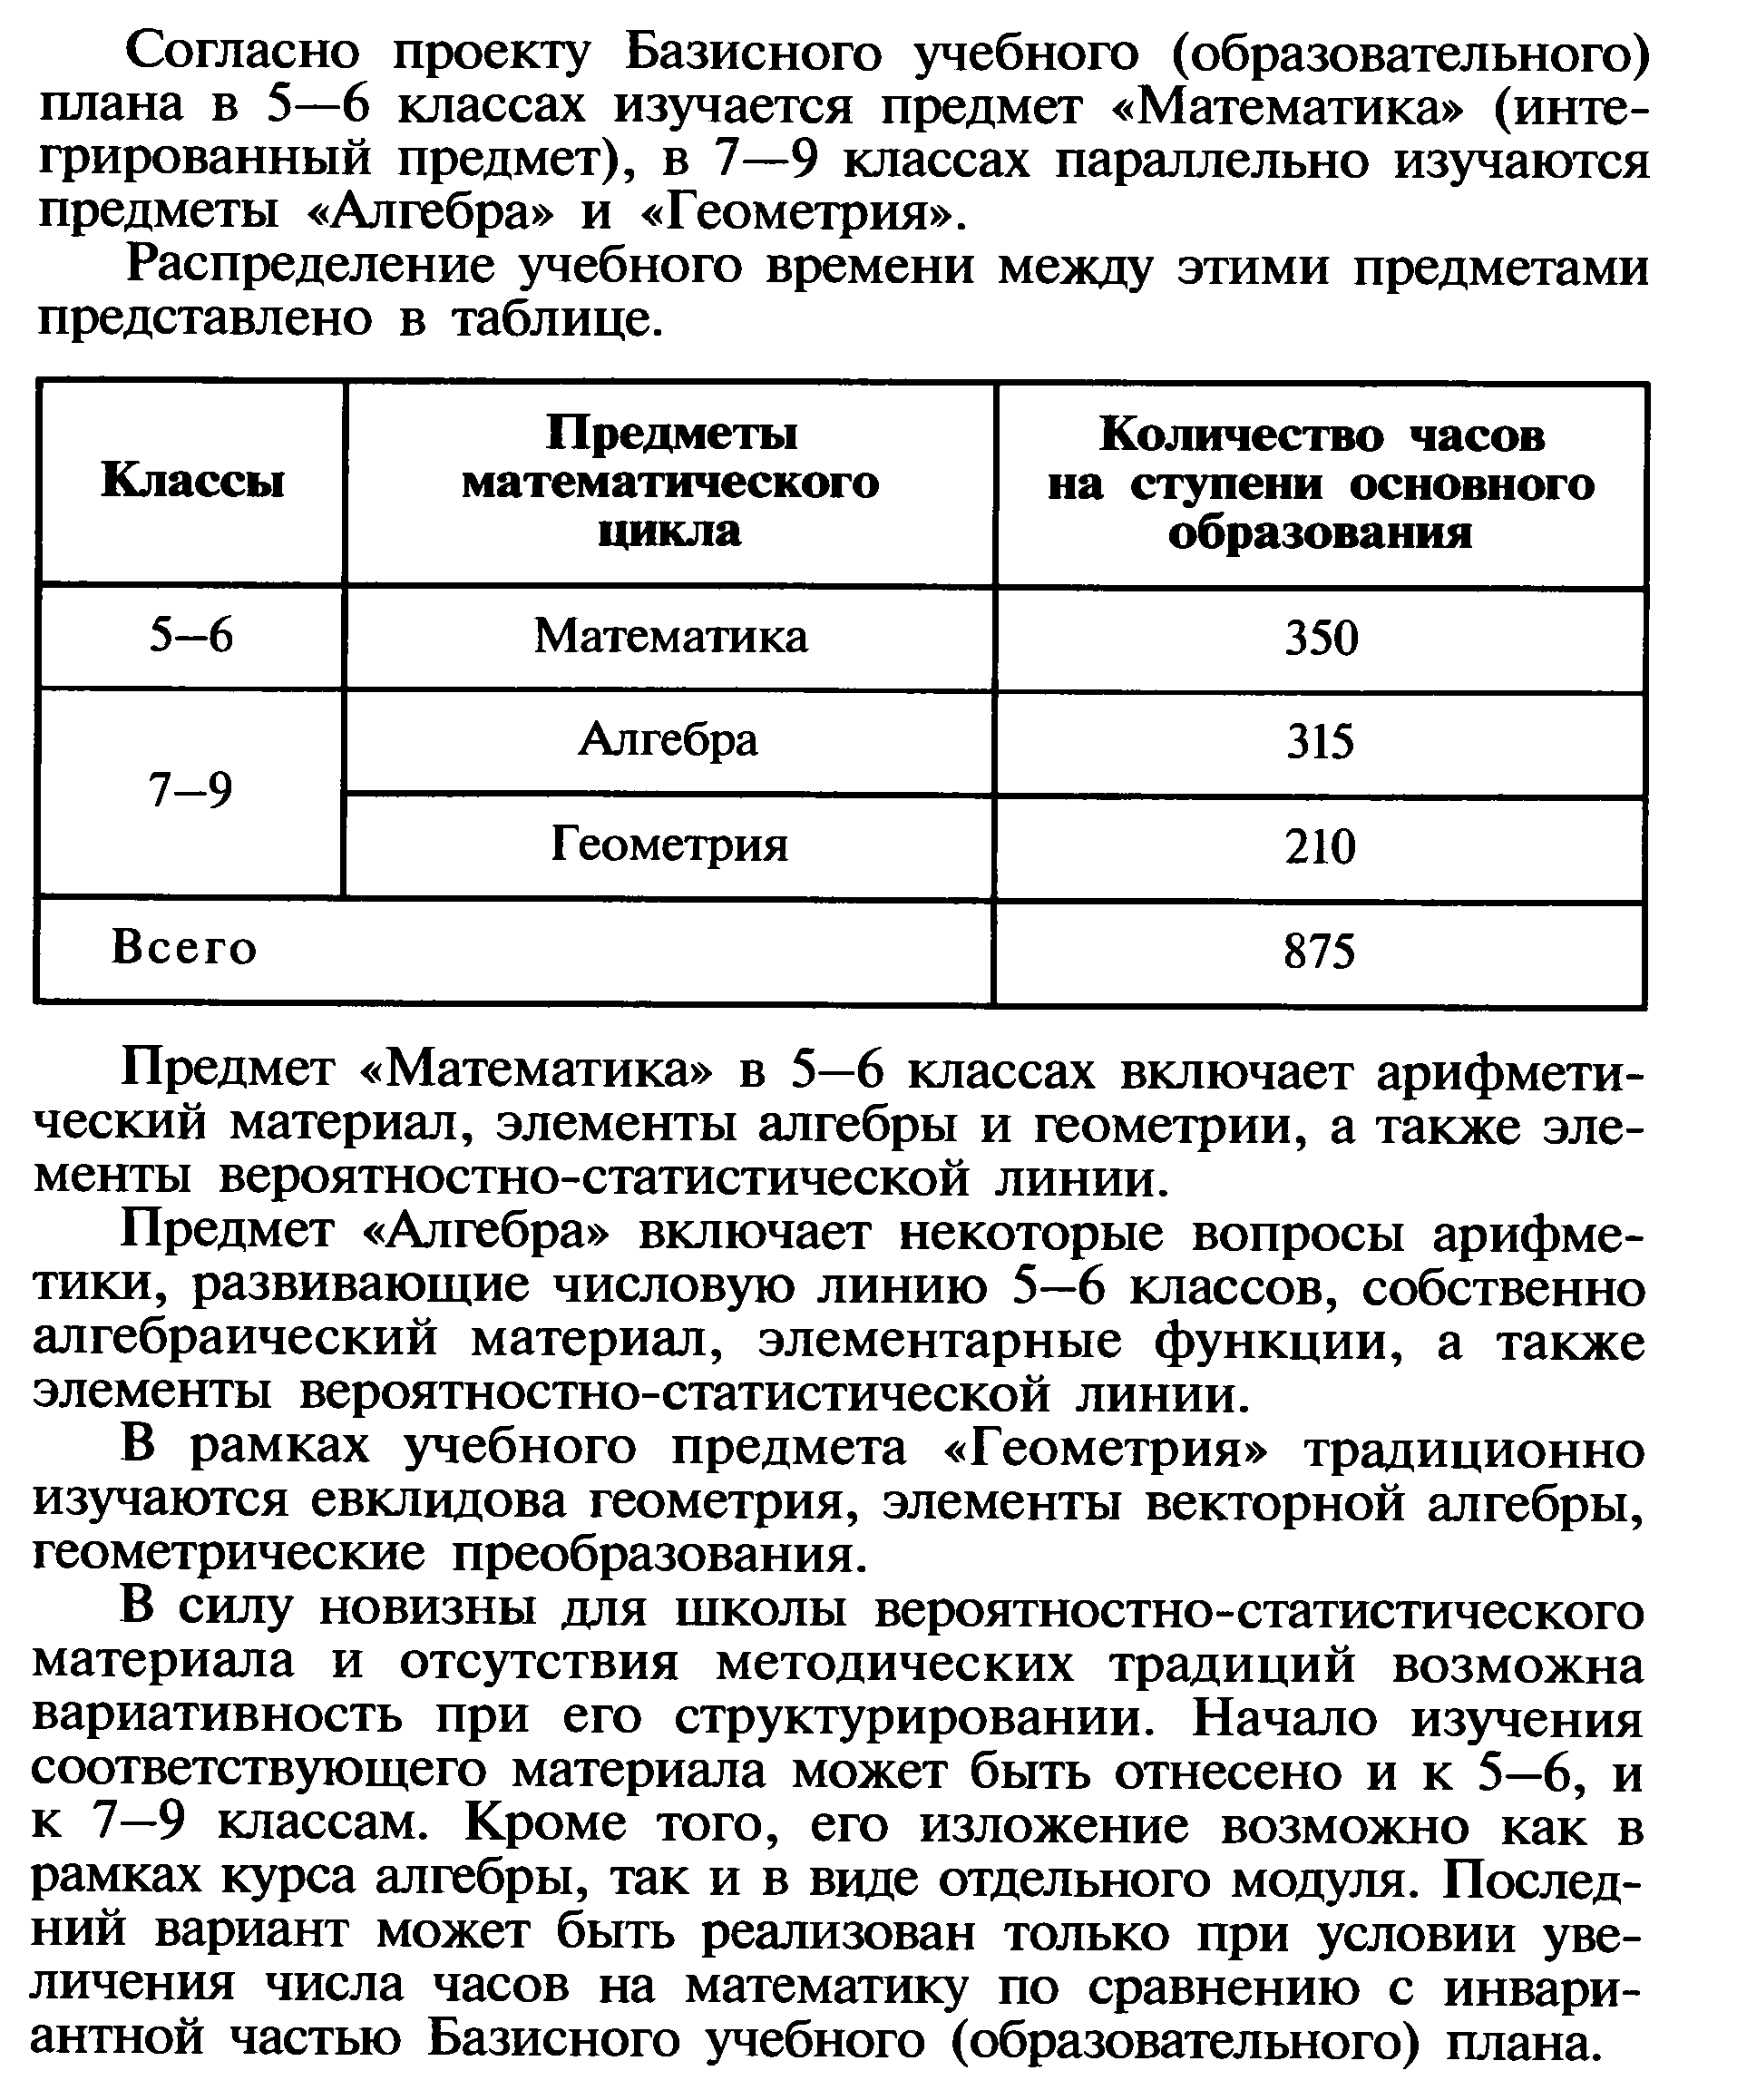 Согласно проекту Базисного учебного (образовательного)
плана в 5—6 классах изучается предмет «Математика» (инте-
грированный предмет), в 7—9 классах параллельно изучаются
предметы «Алгебра» и «Геометрия».
Распределение учебного времени между этими предметами
представлено в таблице.
Классы
Предметы
математического
цикла
Количество часов
на ступени основного
образования
5—6
Математика
350
7—9
Алгебра
315
Геометрия
210
Всего
875
Предмет «Математика» в 5—6 классах включает арифмети-
ческий материал, элементы алгебры и геометрии, а также эле-
менты вероятностно-статистической линии.
Предмет «Алгебра» включает некоторые вопросы арифме-
тики, развивающие числовую линию 5—6 классов, собственно
алгебраический материал, элементарные функции, а также
элементы вероятностно-статистической линии.
В рамках учебного предмета «Геометрия» традиционно
изучаются евклидова геометрия, элементы векторной алгебры,
геометрические преобразования.
В силу новизны для школы вероятностно-статистического
материала и отсутствия методических традиций возможна
вариативность при его структурировании. Начало изучения
соответствующего материала может быть отнесено и к 5—6, и
к 7—9 классам. Кроме того, его изложение возможно как в
рамках курса алгебры, так и в виде отдельного модуля. Послед-
ний вариант может быть реализован только при условии уве-
личения числа часов на математику по сравнению с инвари-
антной частью Базисного учебного (образовательного) плана.